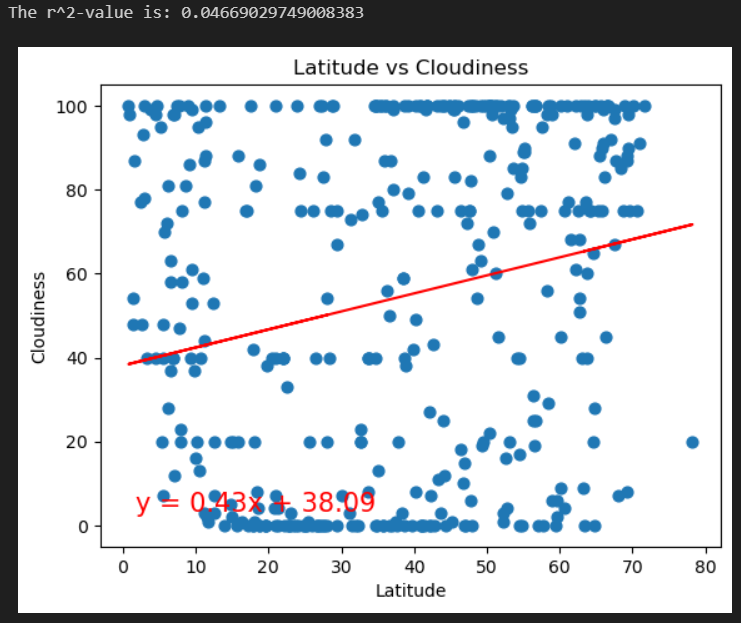 The r^2-value is: 0.04669029749008383
Latitude vs Cloudiness
100
80
60
40
20
0
Cloudiness
y = 0.43x + 38.09
0 10 20 30 40 50 60 70 80
Latitude